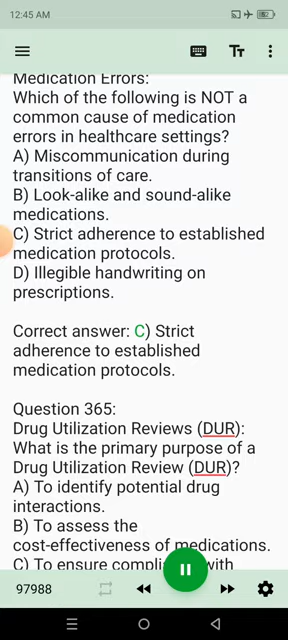 12:45 AM
Tт
Medication Errors:
Which of the following is NOT a
common cause of medication
errors in healthcare settings?
A) Miscommunication during
transitions of care.
B) Look-alike and sound-alike
medications.
C) Strict adherence to established
medication protocols.
D) Illegible handwriting on
prescriptions.
Correct answer: C) Strict
adherence to established
medication protocols.
Question 365:
Drug Utilization Reviews (DUR):
What is the primary purpose of a
Drug Utilization Review (DUR)?
A) To identify potential drug
interactions.
B) To assess the
cost-effectiveness of medications.
C) To ensure compli with
97988